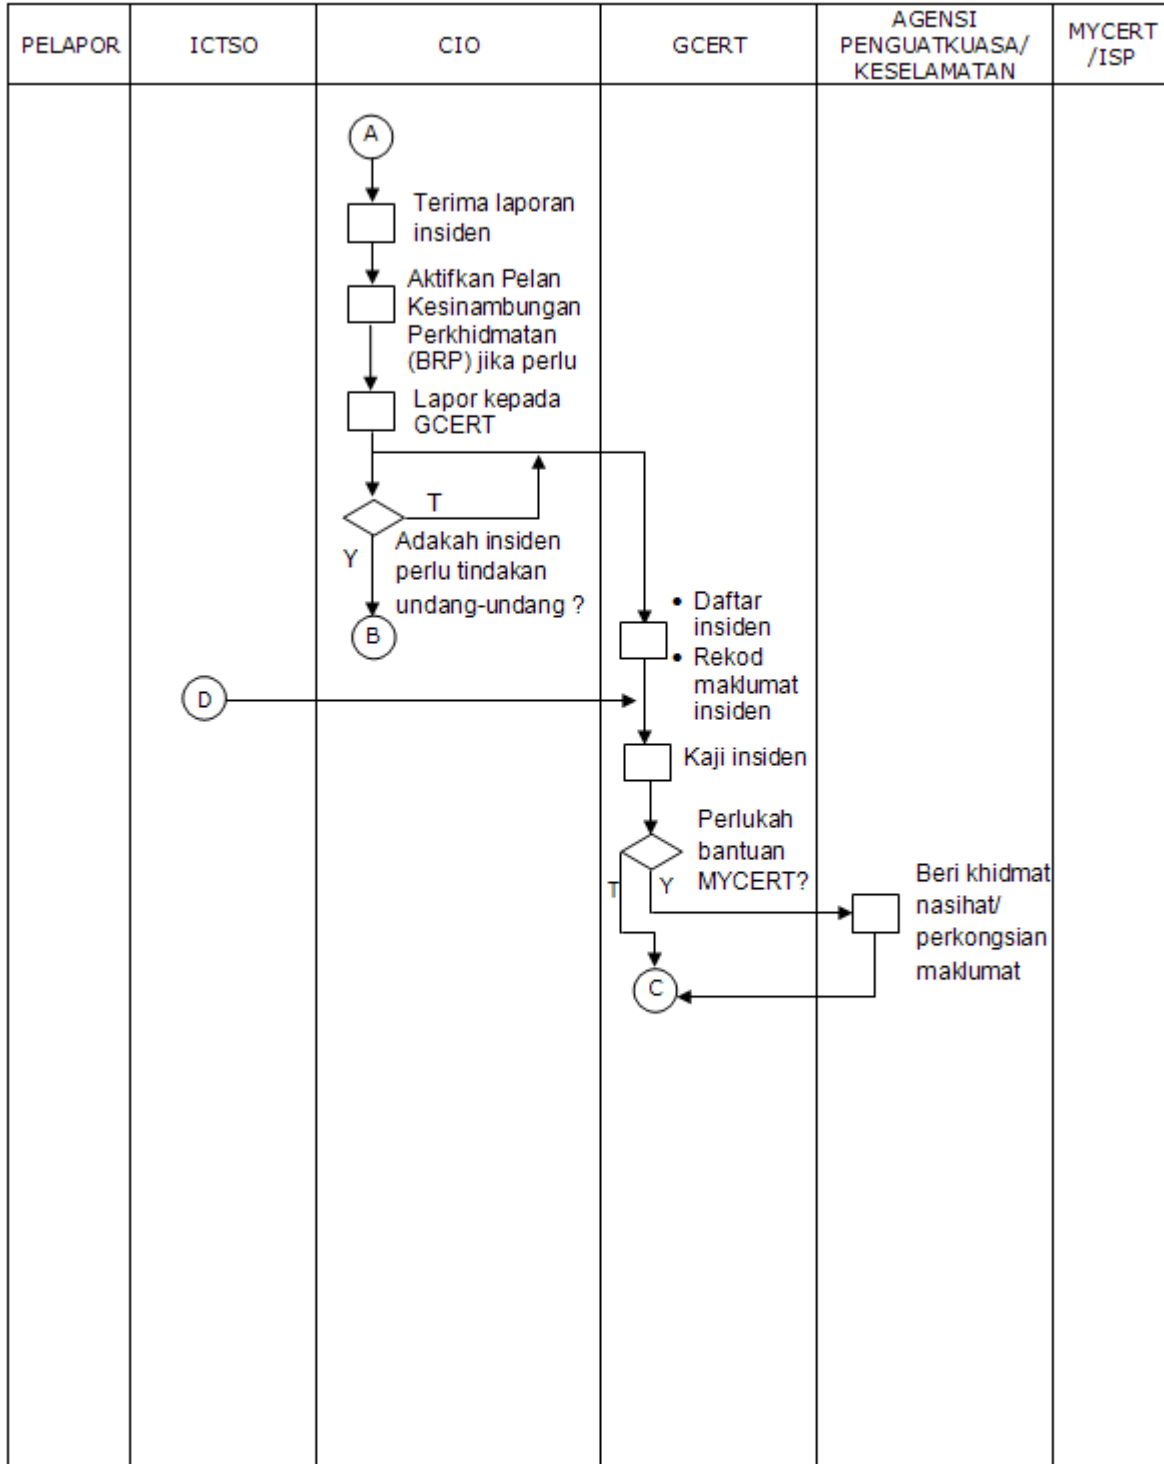 PELAPOR
ICTSO
CIO
GCERT
AGENSI
PENGUATKUASA/
KESELAMATAN
MYCERT
/ISP
A
Terima laporan
insiden
Aktifkan Pelan
Kesinambungan
Perkhidmatan
(BRP) jika perlu
Lapor kepada
GCERT
T
Y
Adakah insiden
perlu tindakan
undang-undang ?
B
• Daftar
insiden
• Rekod
maklumat
insiden
D
Kaji insiden
Perlukah
bantuan
MYCERT?
T
Y
Beri khidmat
nasihat/
perkongsian
maklumat
C